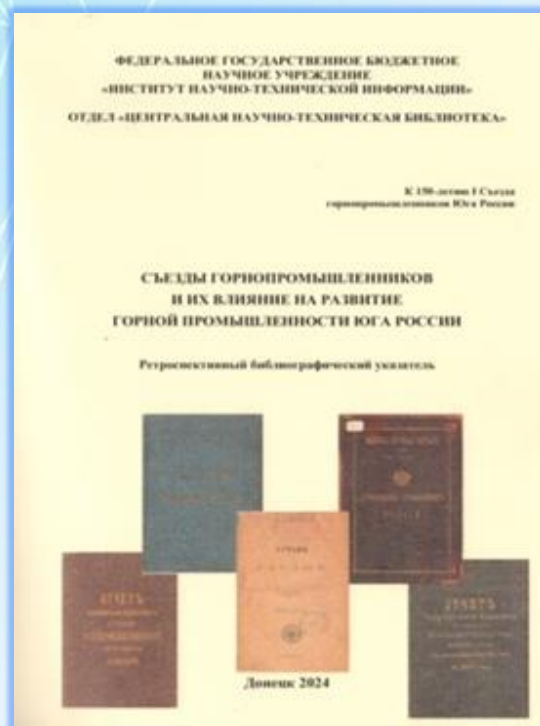 ФЕДЕРАЛЬНОЕ ГОСУДАРСТВЕННОЕ БЮДЖЕТНОЕ
НАУЧНОЕ УЧРЕЖДЕНИЕ
«ИНСТИТУТ НАУЧНО-ТЕХНИЧЕСКОЙ ИНФОРМАЦИИ»
ОТДЕЛ «ЦЕНТРАЛЬНАЯ НАУЧНО-ТЕХНИЧЕСКАЯ БИБЛИОТЕКА»
К 150-летию I Съезда
горнопромышленников Юга России
СЪЕЗДЫ ГОРНОПРОМЫШЛЕННИКОВ
И ИХ ВЛИЯНИЕ НА РАЗВИТИЕ
ГОРНОЙ ПРОМЫШЛЕННОСТИ ЮГА РОССИИ
Ретроспективный библиографический указатель
ОТЧЕТЪ
Донецк 2024